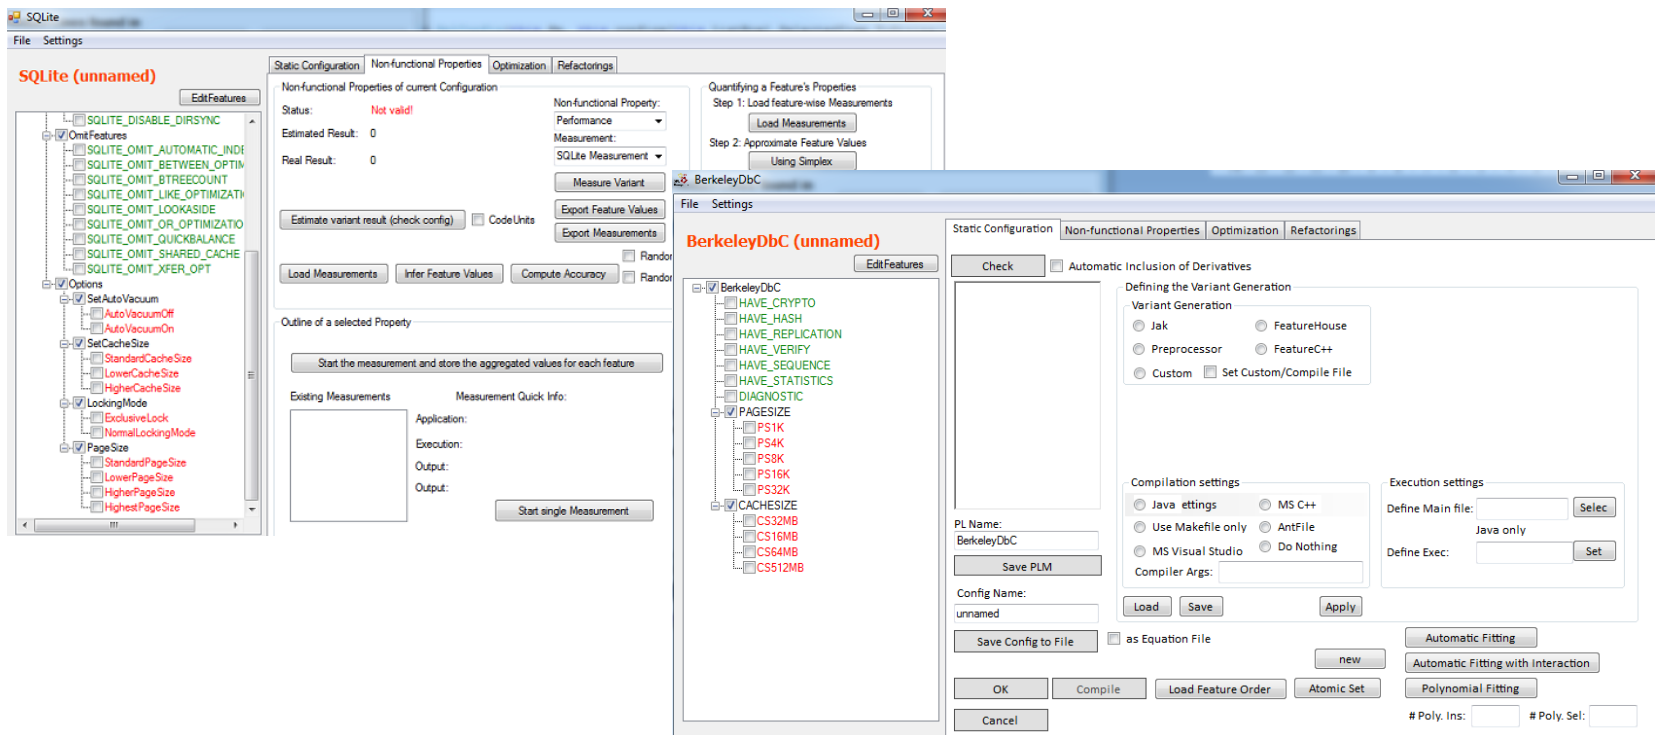 SQLite
File Settings
SQLite (unnamed)
EditFeatures
SQLITE_DISABLE_DIRSYNC
OmitFeatures
SQLITE_OMIT_AUTOMATIC_INDE
SQLITE_OMIT_BETWEEN_OPTIM
SQLITE_OMIT_BTREECOUNT
SQLITE_OMIT_LIKE_OPTIMIZATI
SQLITE_OMIT_LOOKASIDE
SQLITE_OMIT_OR_OPTIMIZATIO
SQLITE_OMIT_QUICKBALANCE
SQLITE_OMIT_SHARED_CACHE
SQLITE_OMIT_XFER_OPT
Options
SetAutoVacuum
AutoVacuumOff
AutoVacuumOn
SetCacheSize
StandardCacheSize
LowerCacheSize
HigherCacheSize
LockingMode
ExclusiveLock
NormalLockingMode
PageSize
StandardPageSize
LowerPageSize
HigherPageSize
HighestPageSize
Static Configuration Non-functional Properties Optimization Refactorings
Non-functional Properties of current Configuration
Status: Not valid!
Estimated Result: 0
Real Result: 0
Non-functional Property:
Performance
Measurement:
SQLite Measurement
Measure Variant
Export Feature Values
Export Measurements
Estimate variant result (check config) CodeUnits
Random
Random
Load Measurements Infer Feature Values Compute Accuracy
Quantifying a Feature's Properties
Step 1: Load feature-wise Measurements
Load Measurements
Step 2: Approximate Feature Values
Using Simplex
Outline of a selected Property
Start the measurement and store the aggregated values for each feature
Existing Measurements Measurement Quick Info:
Application:
Execution:
Output:
Output:
Start single Measurement
BerkeleyDbC
File Settings
BerkeleyDbC (unnamed)
EditFeatures
BerkeleyDbC
HAVE_CRYPTO
HAVE_HASH
HAVE_REPLICATION
HAVE_VERIFY
HAVE_SEQUENCE
HAVE_STATISTICS
DIAGNOSTIC
PAGESIZE
PS1K
PS4K
PS8K
PS16K
PS32K
CACHESIZE
CS32MB
CS16MB
CS64MB
CS512MB
Static Configuration Non-functional Properties Optimization Refactorings
Check Automatic Inclusion of Derivatives
Defining the Variant Generation
Variant Generation
Jak FeatureHouse
Preprocessor FeatureC++
Custom Set Custom/Compile File
Compilation settings
Java ettings MS C++
Use Makefile only AntFile
MS Visual Studio Do Nothing
Compiler Args:
Execution settings
Define Main file: Selec
Java only
Define Exec: Set
Load Save Apply
PL Name:
BerkeleyDbC
Save PLM
Config Name:
unnamed
Save Config to File as Equation File
new
OK Compile Load Feature Order Atomic Set
Cancel
Automatic Fitting
Automatic Fitting with Interaction
Polynomial Fitting
# Poly. Ins: # Poly. Sel: